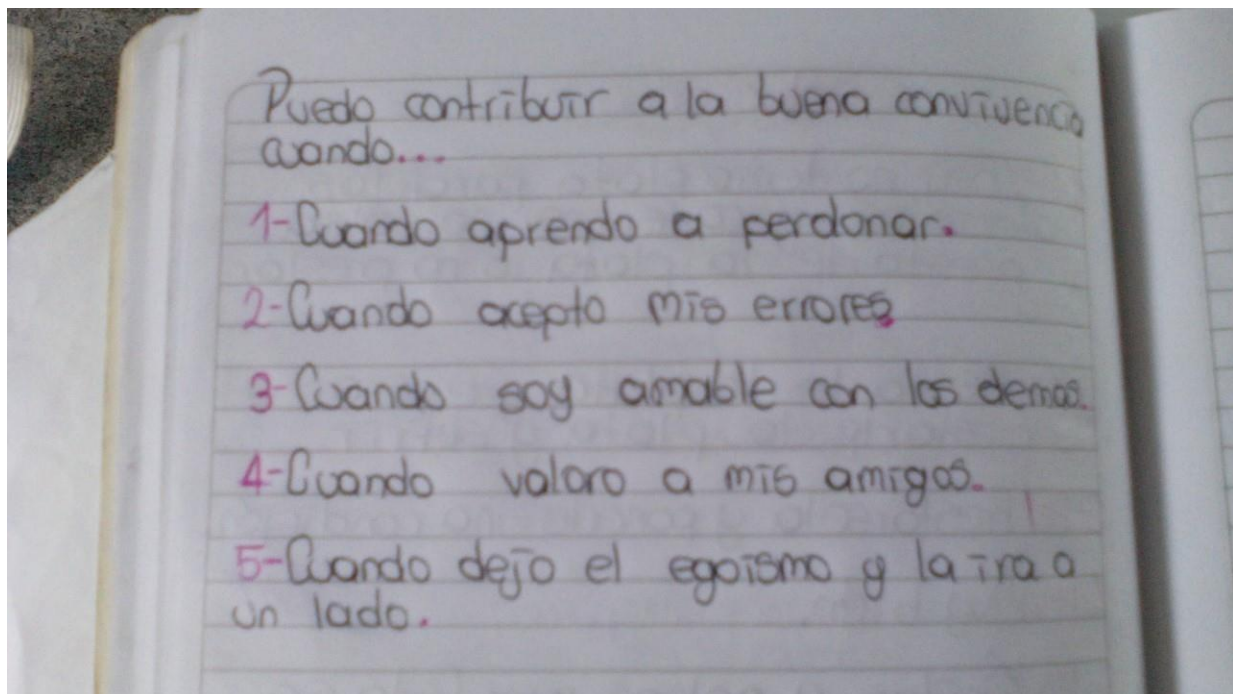 Puedo contribuir a la buena convivencia
cuando...
1-Cuando aprendo a perdonar.
2-Cuando acepto mis errores.
3-Cuando soy amable con los demas.
4-Cuando valoro a mis amigos.
5-Cuando dejo el egoismo y la ira a
un lado.